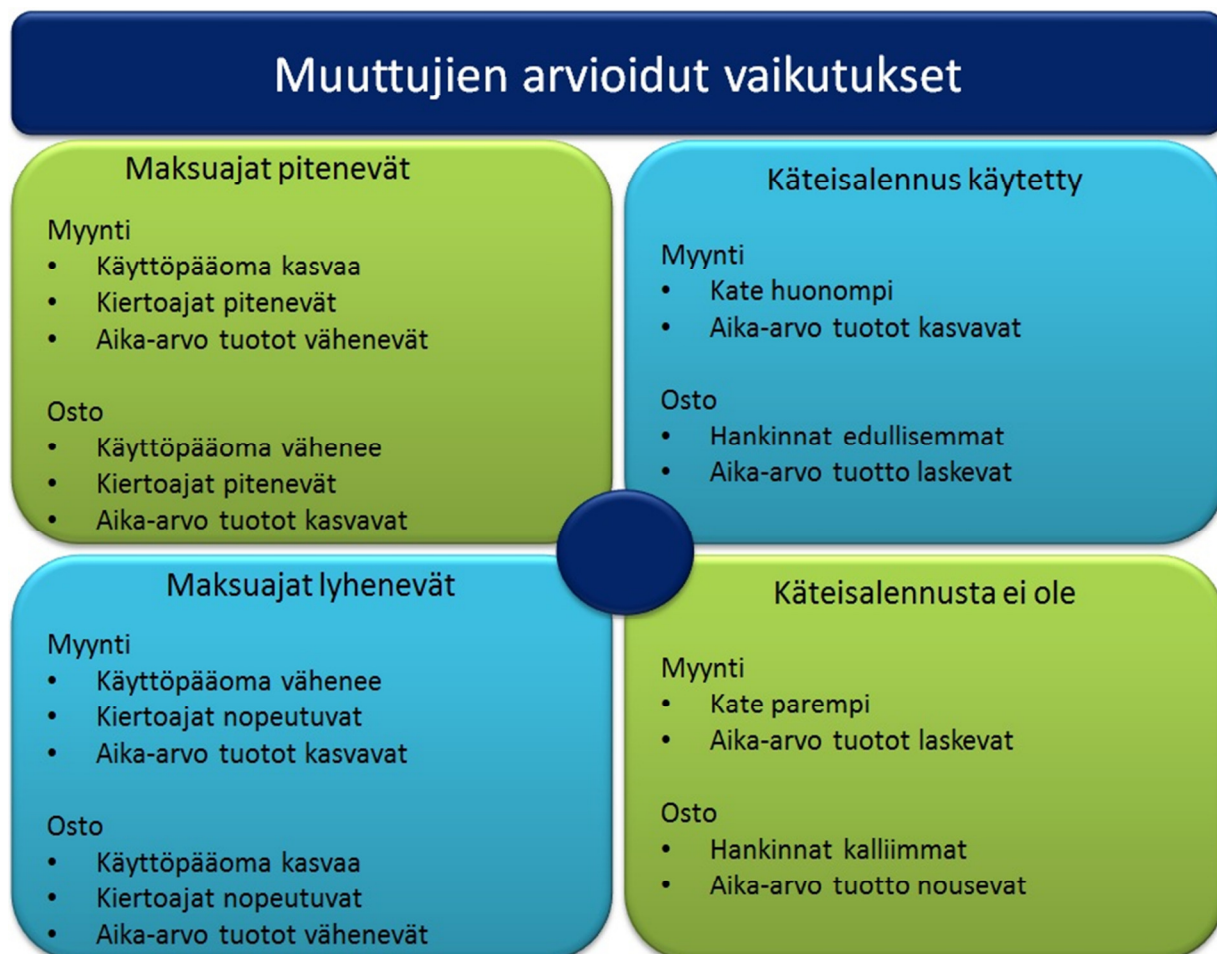 Muuttujien arvioidut vaikutukset
Maksuajat pitenevät
Myynti
• Käyttöpääoma kasvaa
• Kiertoajat pitenevät
• Aika-arvo tuotot vähenevät
Osto
• Käyttöpääoma vähenee
• Kiertoajat pitenevät
• Aika-arvo tuotot kasvavat
Käteisalennus käytetty
Myynti
• Kate huonompi
• Aika-arvo tuotot kasvavat
Osto
• Hankinnat edullisemmat
• Aika-arvo tuotto laskevat
Maksuajat lyhenevät
Myynti
• Käyttöpääoma vähenee
• Kiertoajat nopeutuvat
• Aika-arvo tuotot kasvavat
Osto
• Käyttöpääoma kasvaa
• Kiertoajat nopeutuvat
• Aika-arvo tuotot vähenevät
Käteisalennusta ei ole
Myynti
• Kate parempi
• Aika-arvo tuotot laskevat
Osto
• Hankinnat kalliimmat
• Aika-arvo tuotto nousevat